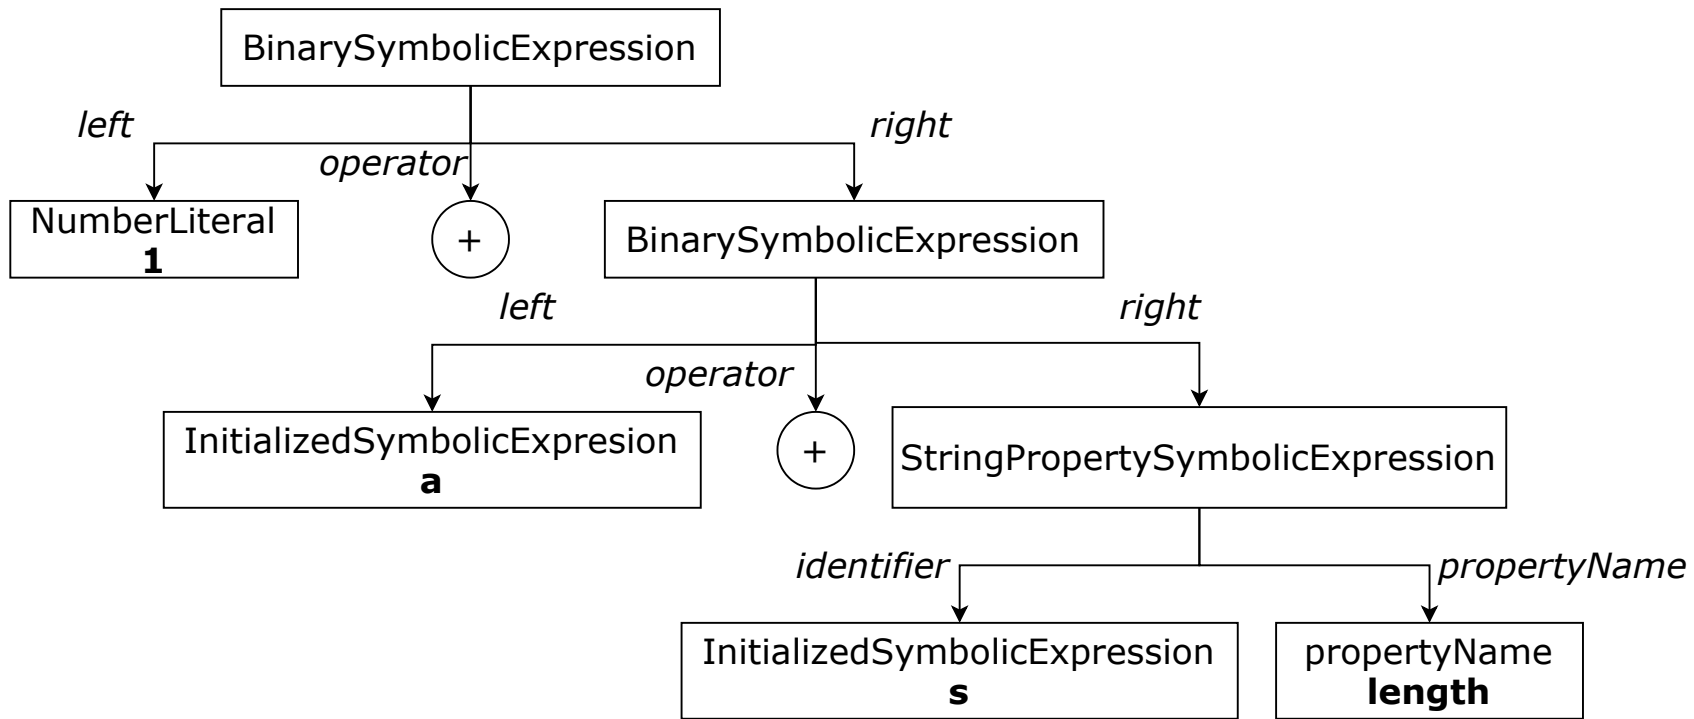 BinarySymbolicExpression
left
right
operator
NumberLiteral
1
+
BinarySymbolicExpression
left
right
operator
InitializedSymbolicExpresion
a
+
StringPropertySymbolicExpression
identifier
propertyName
InitializedSymbolicExpression
s
propertyName
length